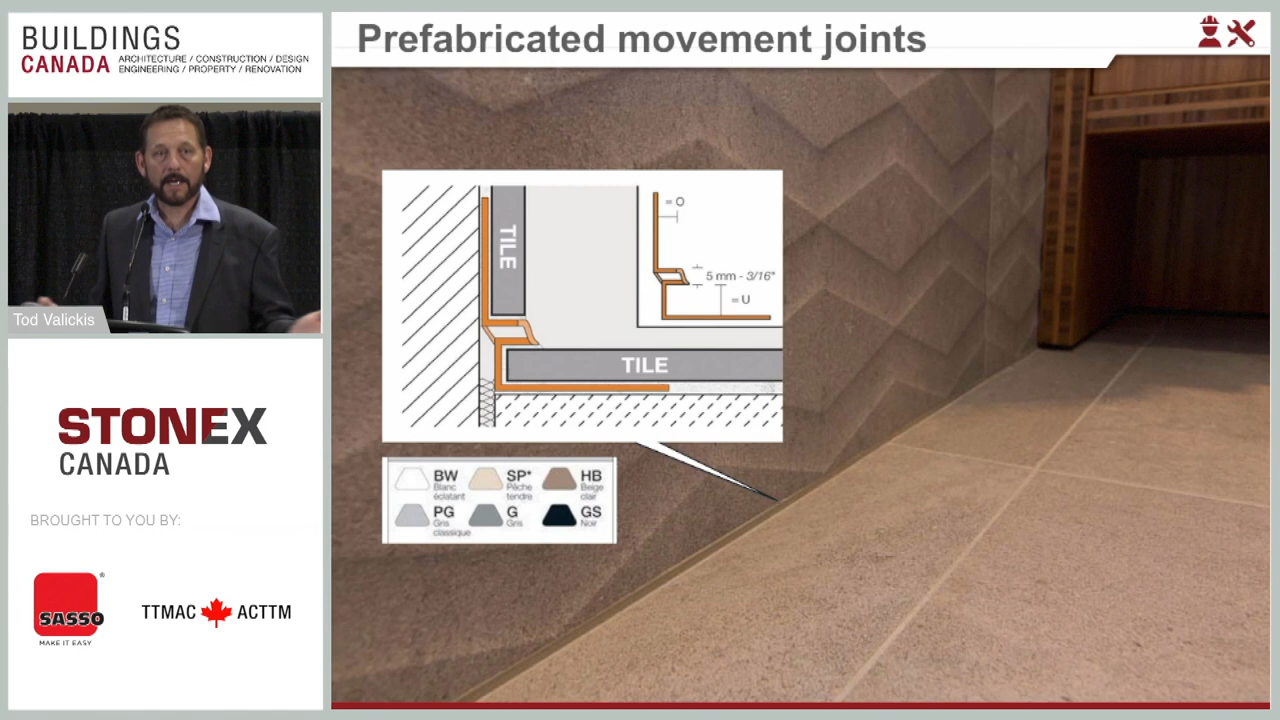 BUILDINGS
CANADA ARCHITECTURE / CONSTRUCTION / DESIGN
ENGINEERING / PROPERTY / RENOVATION
Prefabricated movement joints
Tod Valickis
TILE
TILE
= O
5 mm - 3/16"
= U
BW
Blanc
éclatant
SP*
Pêche
tendre
HB
Beige
clair
PG
Gris
classique
G
Gris
GS
Noir
STONEX
CANADA
BROUGHT TO YOU BY:
SASSO®
MAKE IT EASY
TTMAC ACTTM